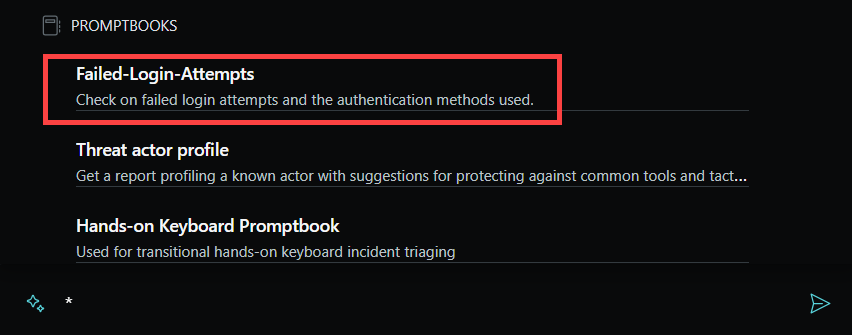 PROMPTBOOKS
Failed-Login-Attempts
Check on failed login attempts and the authentication methods used.
Threat actor profile
Get a report profiling a known actor with suggestions for protecting against common tools and tact...
Hands-on Keyboard Promptbook
Used for transitional hands-on keyboard incident triaging
*